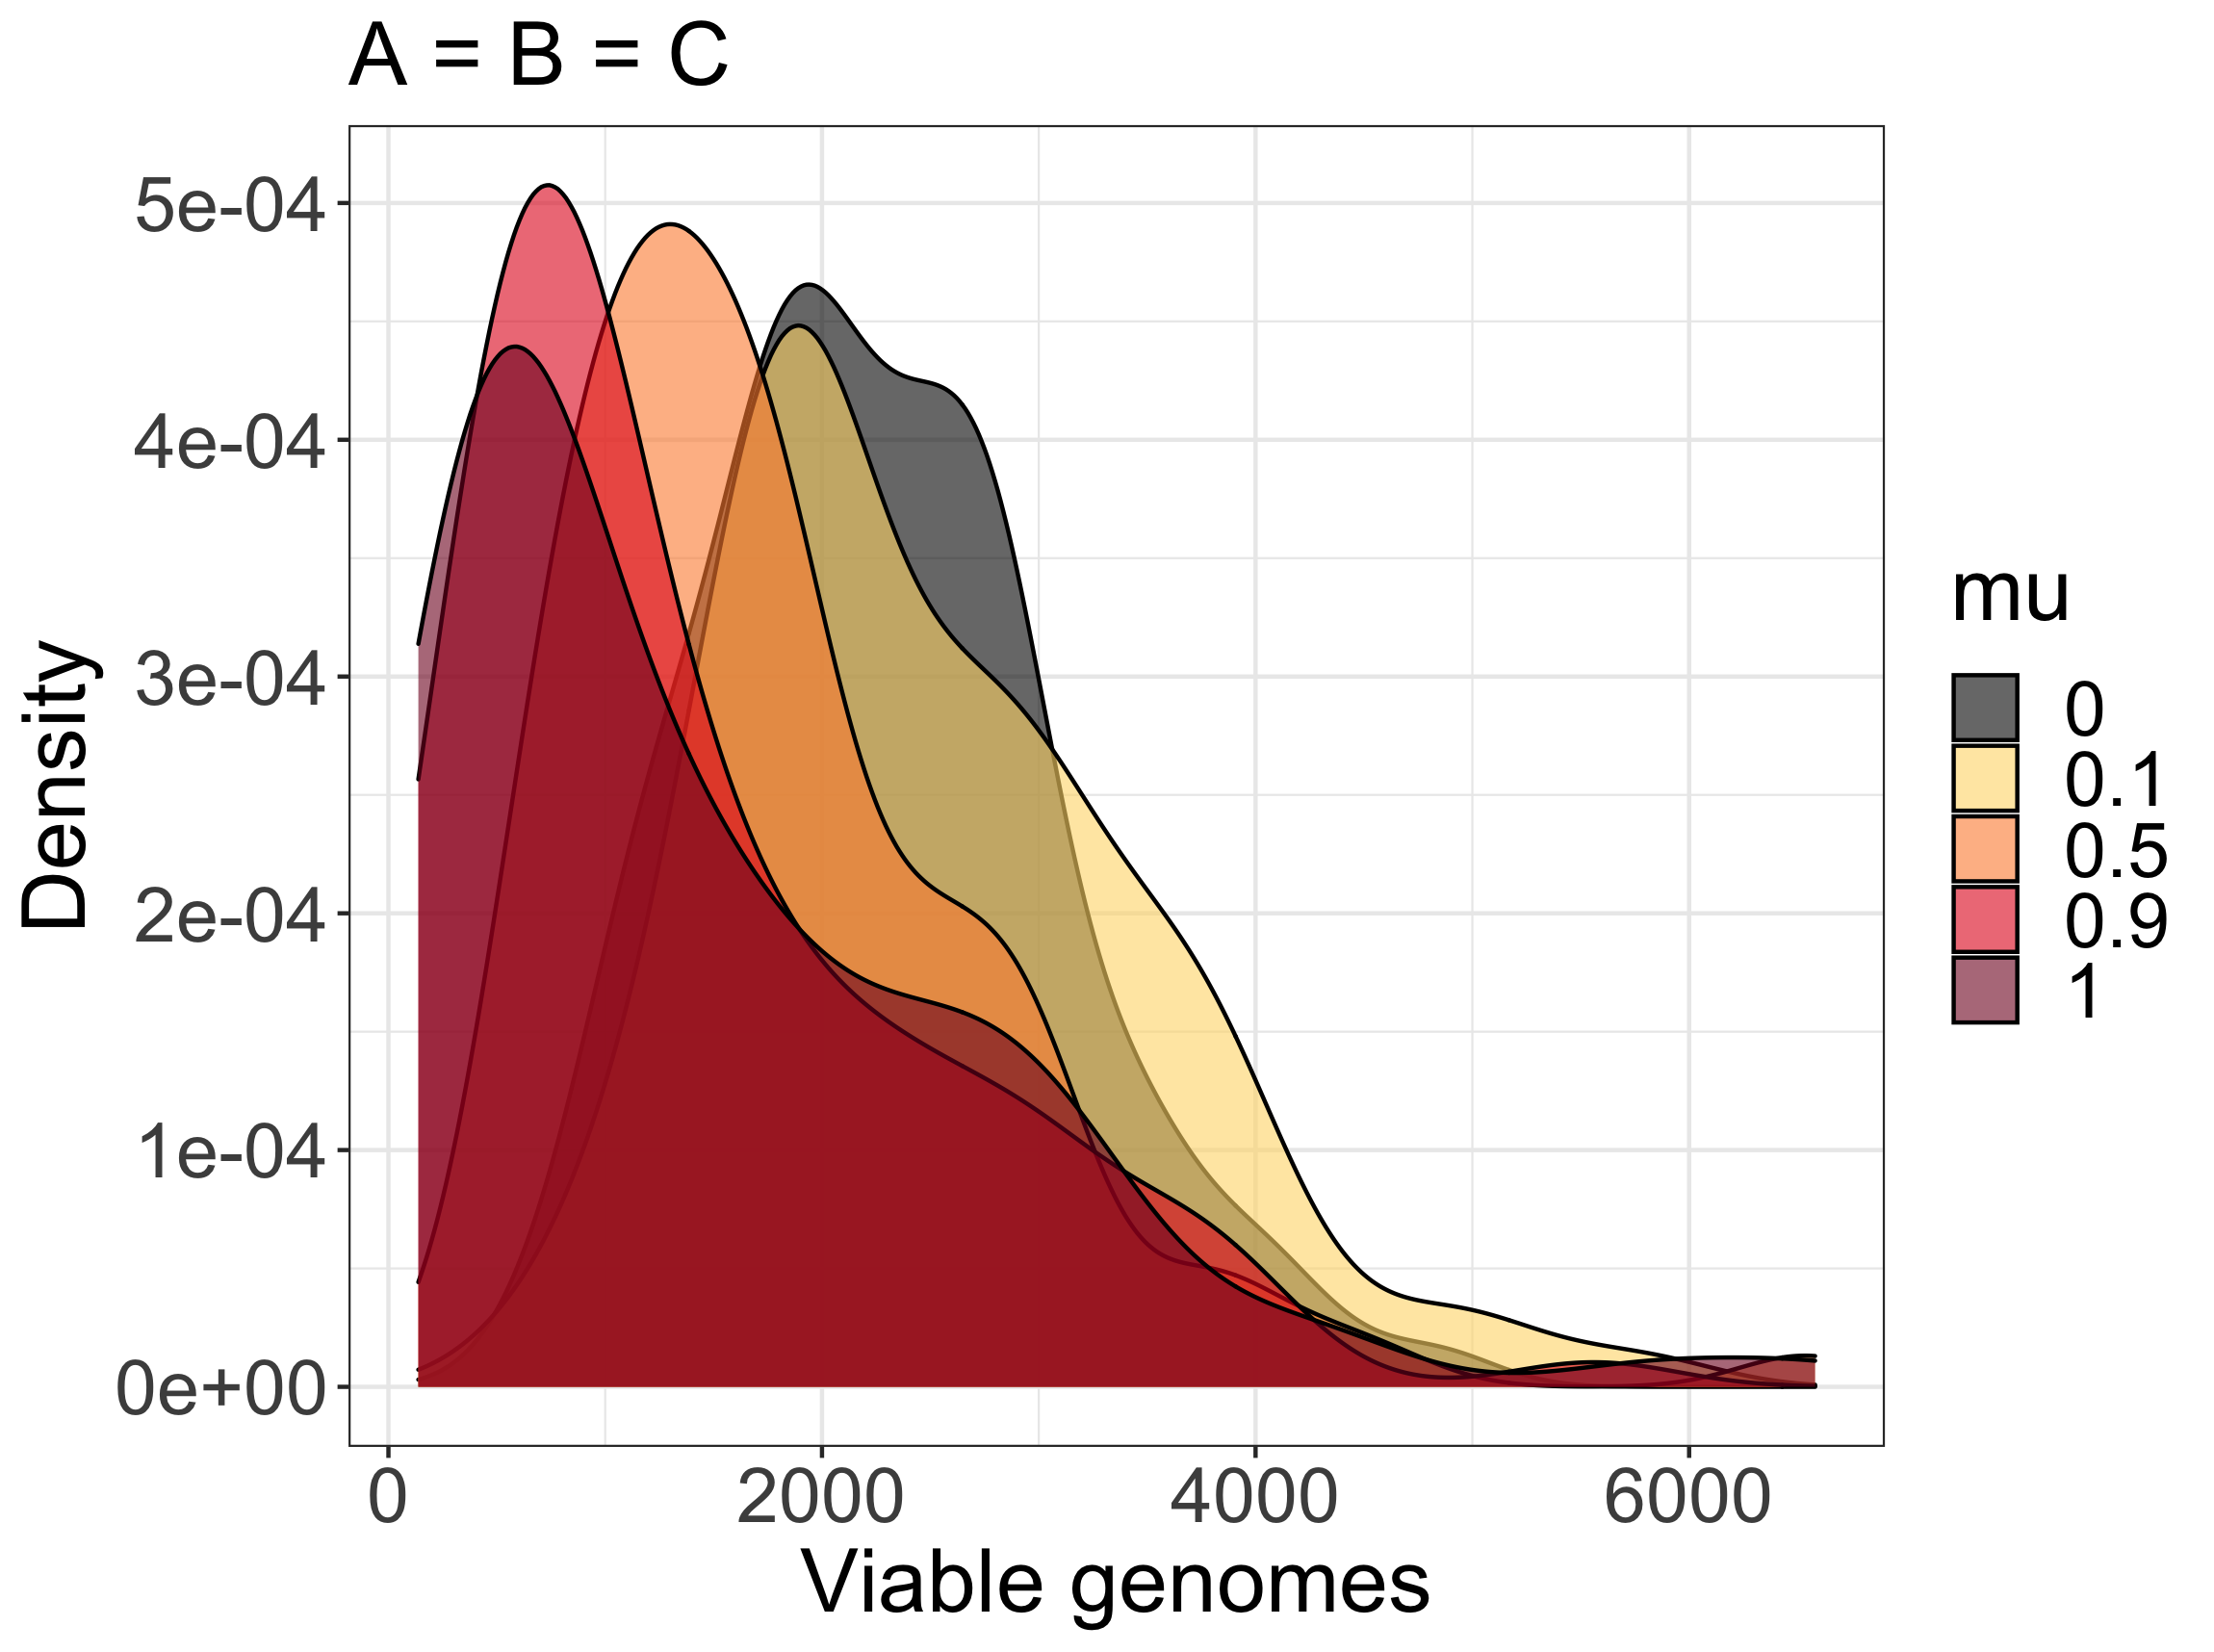 A = B = C
5e-04
4e-04
3e-04
2e-04
1e-04
0e+00
Density
0 2000 4000 6000
Viable genomes
mu
0
0.1
0.5
0.9
1